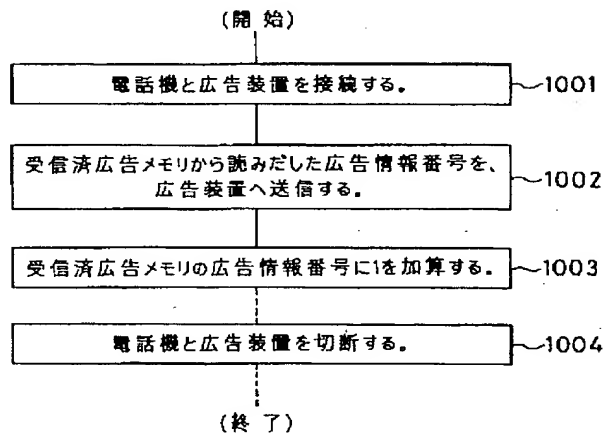 (開始)
電話機と広告装置を接続する。 1001
受信済広告メモリから読みだした広告情報番号を、
広告装置へ送信する。 1002
受信済広告メモリの広告情報番号に1を加算する。 1003
電話機と広告装置を切断する。 1004
(終了)